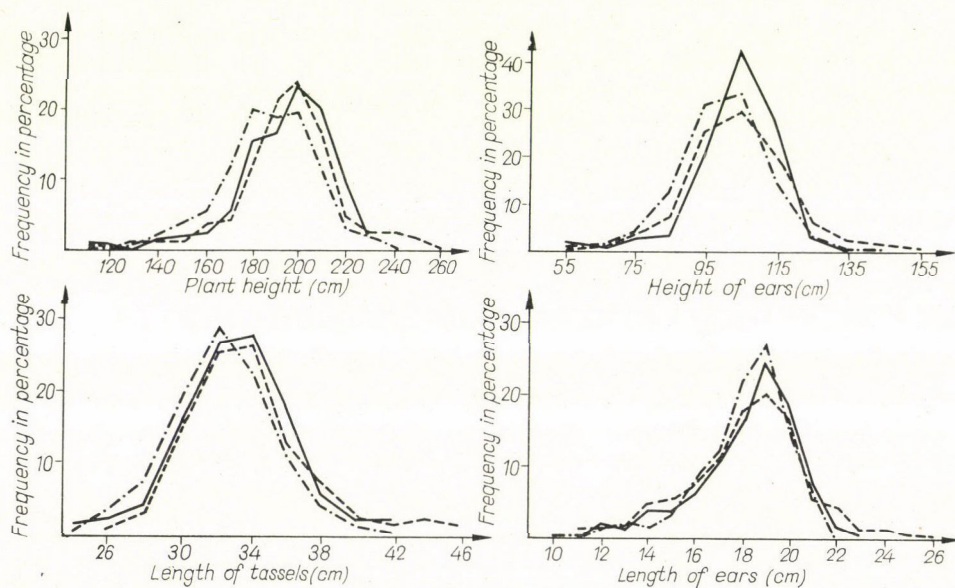 Frequency in percentage
30
20
10
120 140 160 180 200 220 240 260
Plant height (cm)
Frequency in percentage
40
30
20
10
55 75 95 115 135 155
Height of ears(cm)
Frequency in percentage
30
20
10
26 30 34 38 42 46
Length of tassels(cm)
Frequency in percentage
30
20
10
10 12 14 16 18 20 22 24 26
Length of ears (cm)